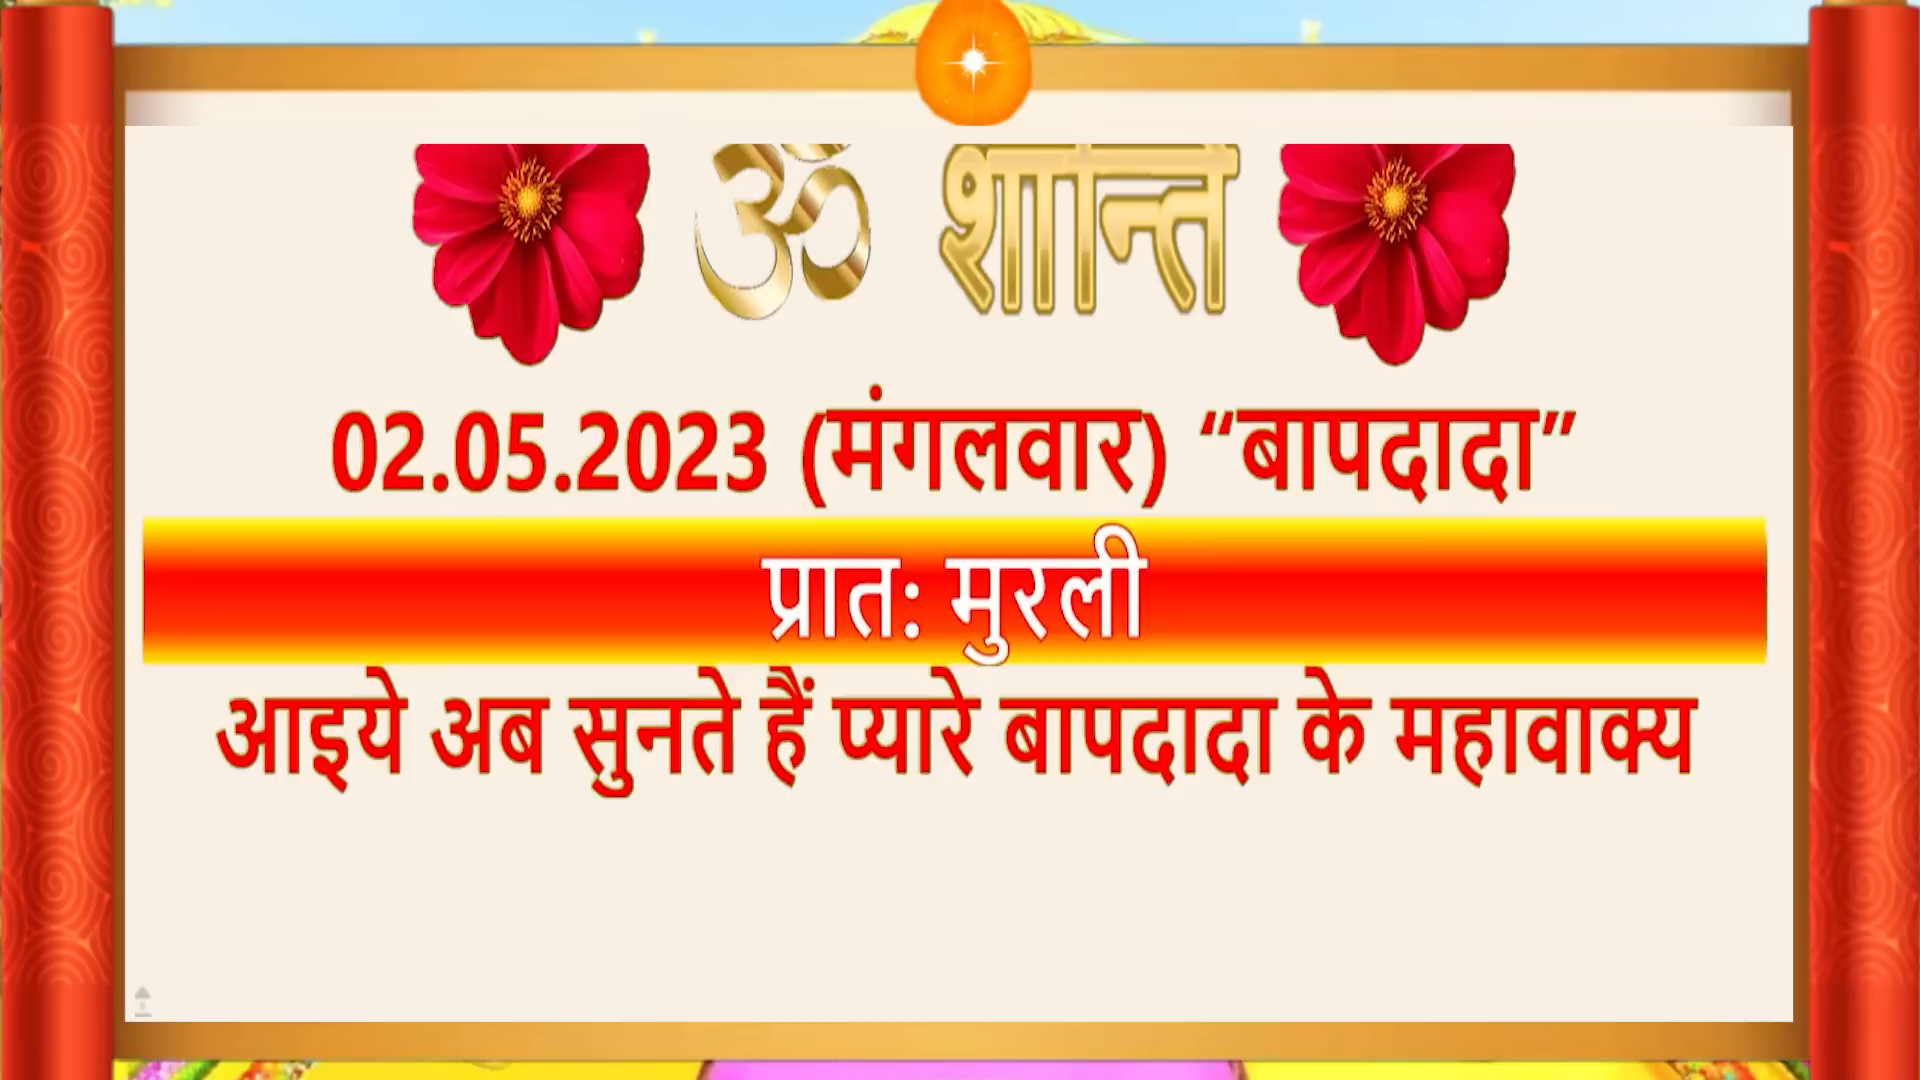 ॐ शान्ति
02.05.2023 (मंगलवार) “बापदादा”
प्रात: मुरली
आइये अब सुनते हैं प्यारे बापदादा के महावाक्य